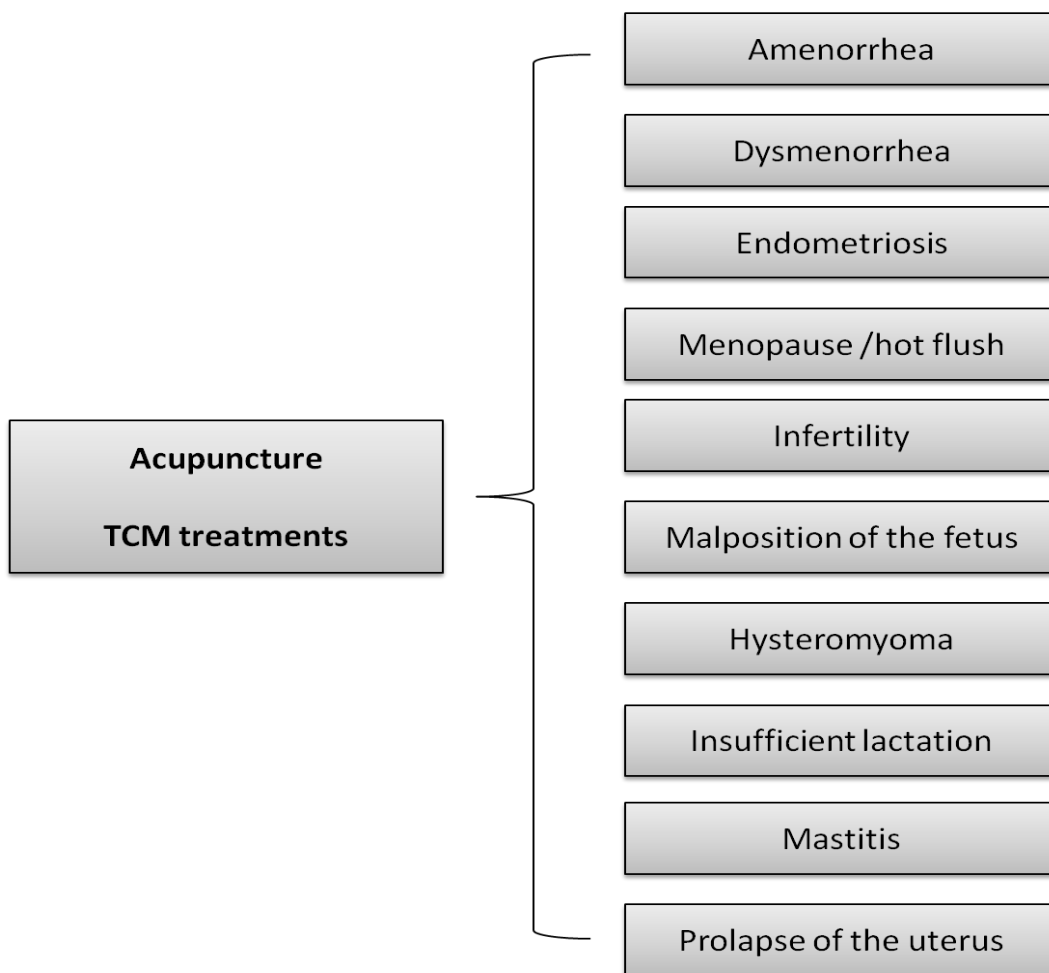 Amenorrhea
Dysmenorrhea
Endometriosis
Menopause /hot flush
Acupuncture
TCM treatments
Infertility
Malposition of the fetus
Hysteromyoma
Insufficient lactation
Mastitis
Prolapse of the uterus